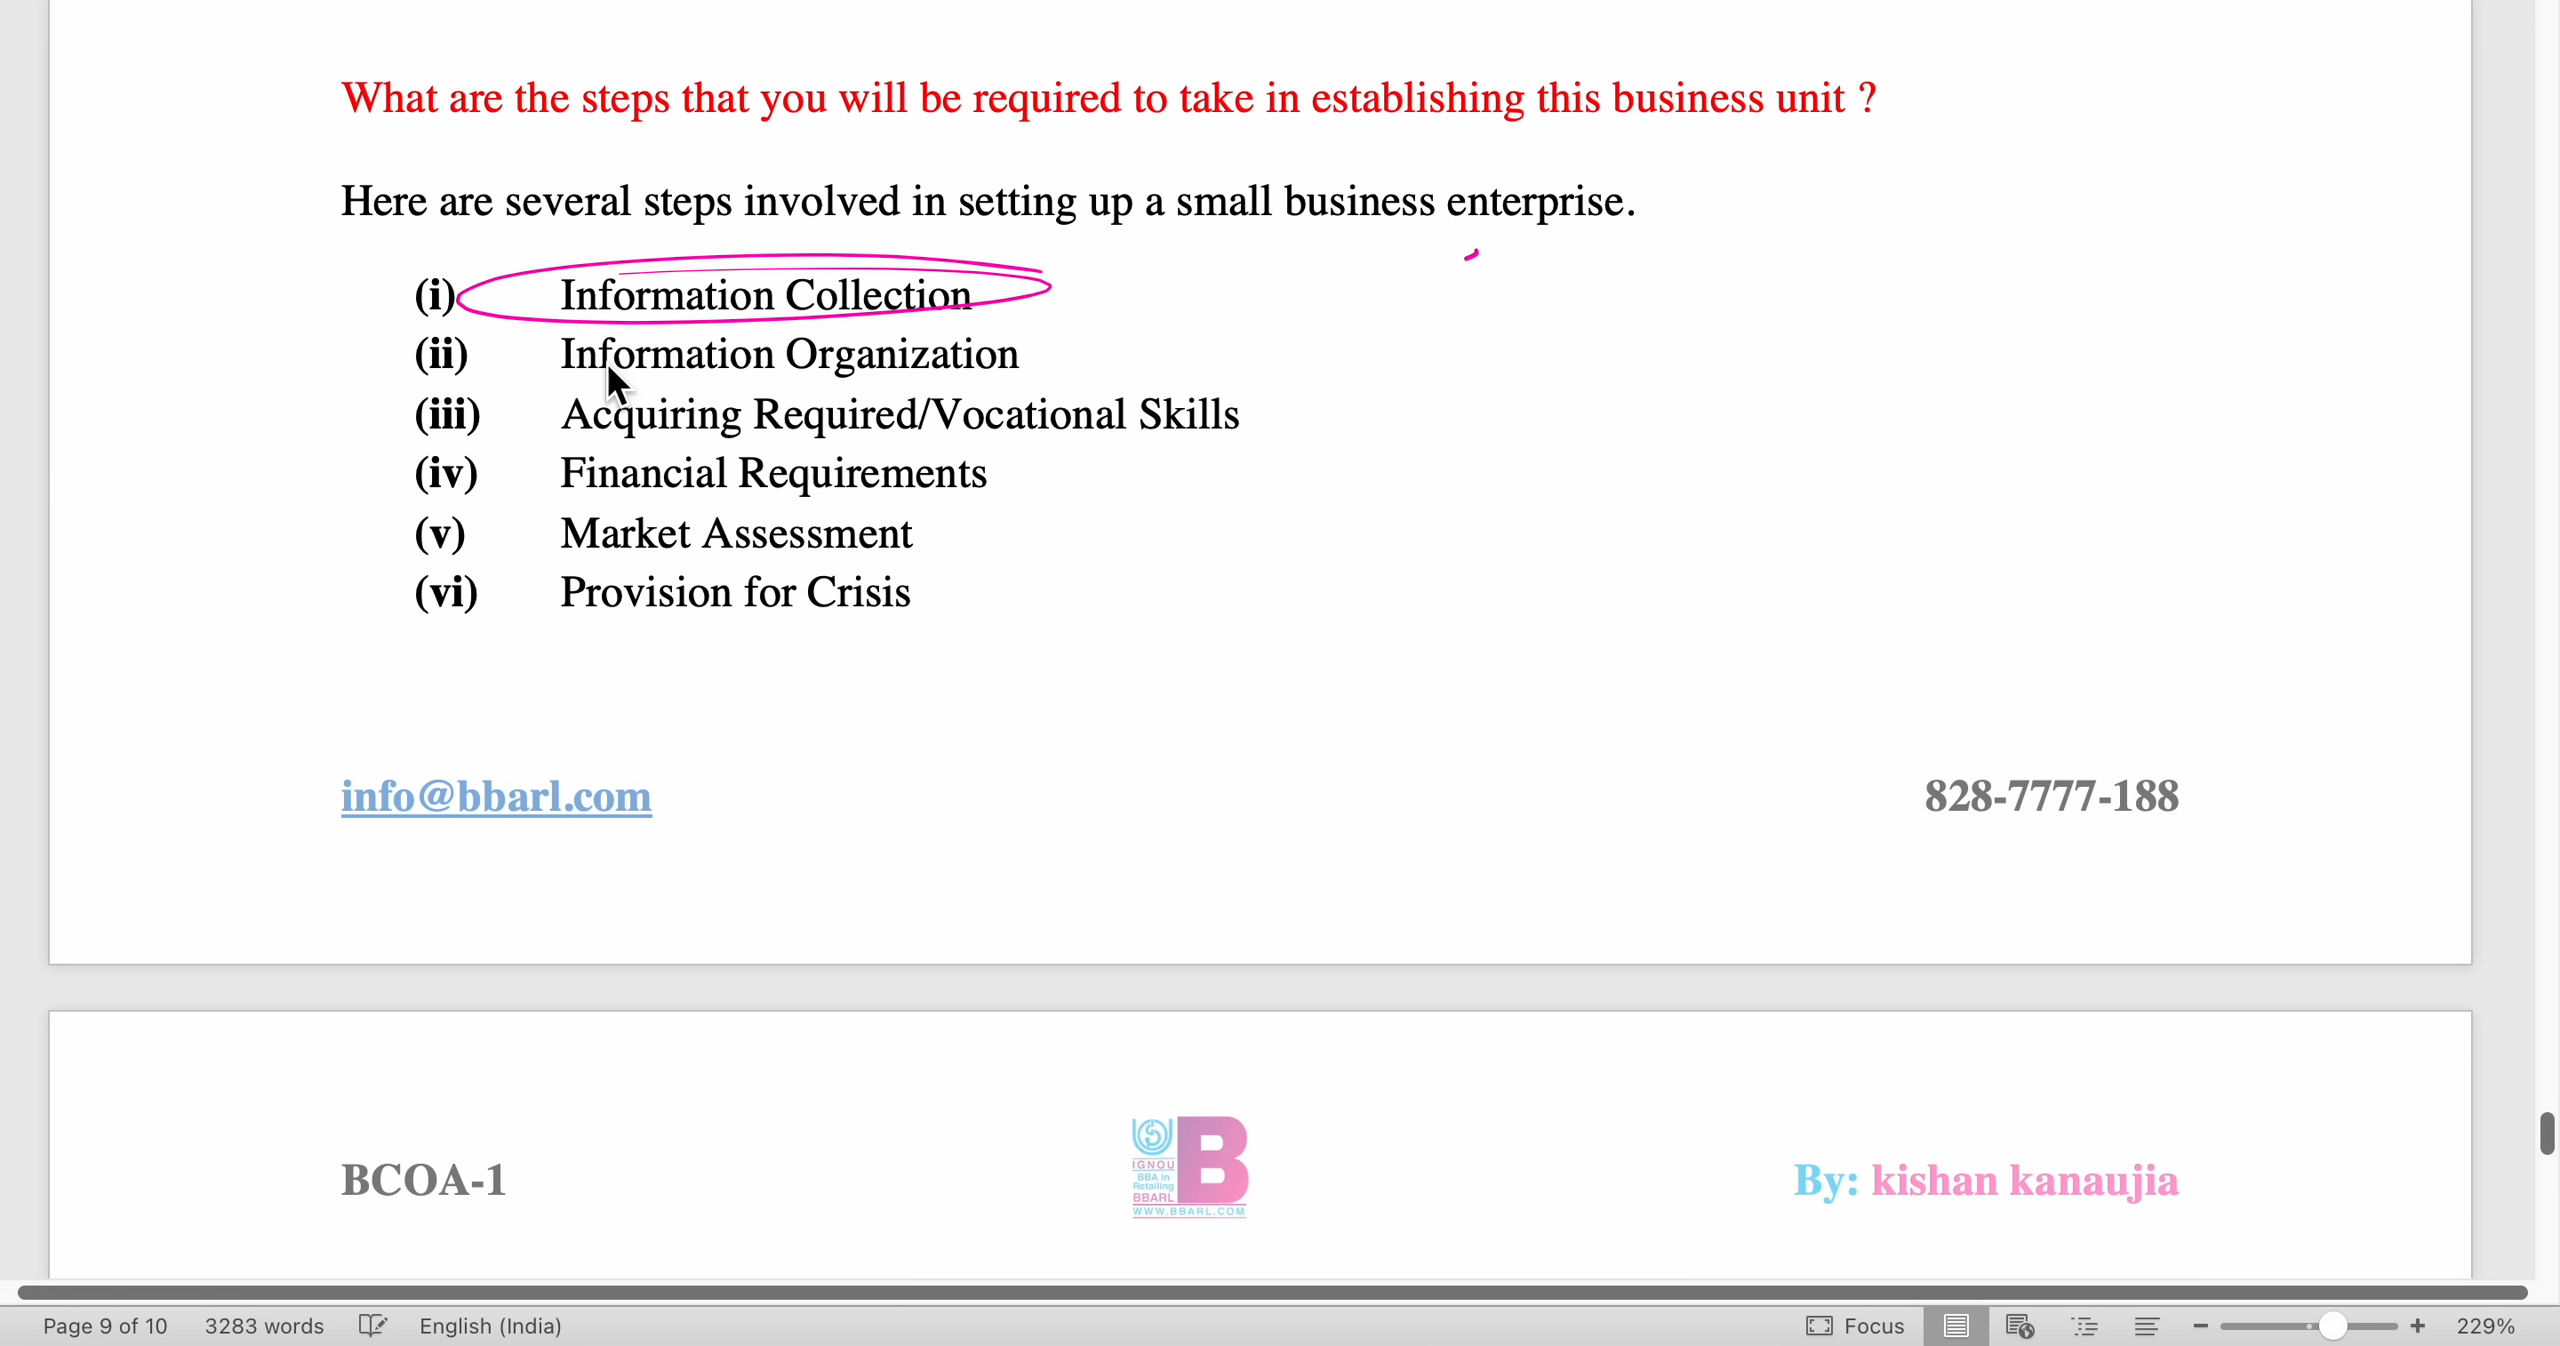 What are the steps that you will be required to take in establishing this business unit ?
Here are several steps involved in setting up a small business enterprise.
(i) Information Collection
(ii) Information Organization
(iii) Acquiring Required/Vocational Skills
(iv) Financial Requirements
(v) Market Assessment
(vi) Provision for Crisis
info@bbarl.com 828-7777-188
BCOA-1
IGNOU
BBA in
Retailing
BBARL
WWW.BBARL.COM
B
By: kishan kanaujia
Page 9 of 10 3283 words English (India) Focus 229%